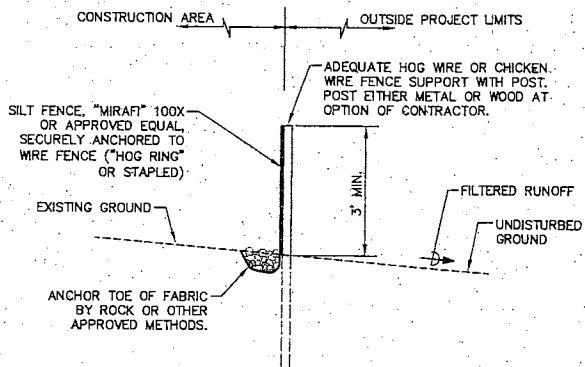 CONSTRUCTION AREA
OUTSIDE PROJECT LIMITS
ADEQUATE HOG WIRE OR CHICKEN
WIRE FENCE SUPPORT WITH POST.
POST EITHER METAL OR WOOD AT
OPTION OF CONTRACTOR.
SILT FENCE, "MIRAFI" 100X
OR APPROVED EQUAL,
SECURELY ANCHORED TO
WIRE FENCE ("HOG RING"
OR STAPLED)
3' MIN.
FILTERED RUNOFF
EXISTING GROUND
UNDISTURBED
GROUND
ANCHOR TOE OF FABRIC
BY ROCK OR OTHER
APPROVED METHODS.